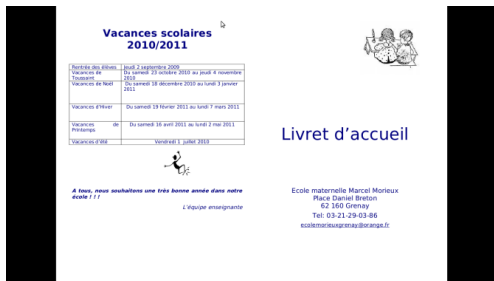 Vacances scolaires
2010/2011
Rentrée des élèves Jeudi 2 septembre 2009
Vacances de Toussaint Du samedi 23 octobre 2010 au jeudi 4 novembre 2010
Vacances de Noël Du samedi 18 décembre 2010 au lundi 3 janvier 2011
Vacances d'Hiver Du samedi 19 février 2011 au lundi 7 mars 2011
Vacances de Printemps Du samedi 16 avril 2011 au lundi 2 mai 2011
Vacances d'été Vendredi 1 juillet 2010
A tous, nous souhaitons une très bonne année dans notre
école ! ! !
L'équipe enseignante
Livret d'accueil
Ecole maternelle Marcel Morieux
Place Daniel Breton
62 160 Grenay
Tel: 03-21-29-03-86
ecolemorieuxgrenay@orange.fr